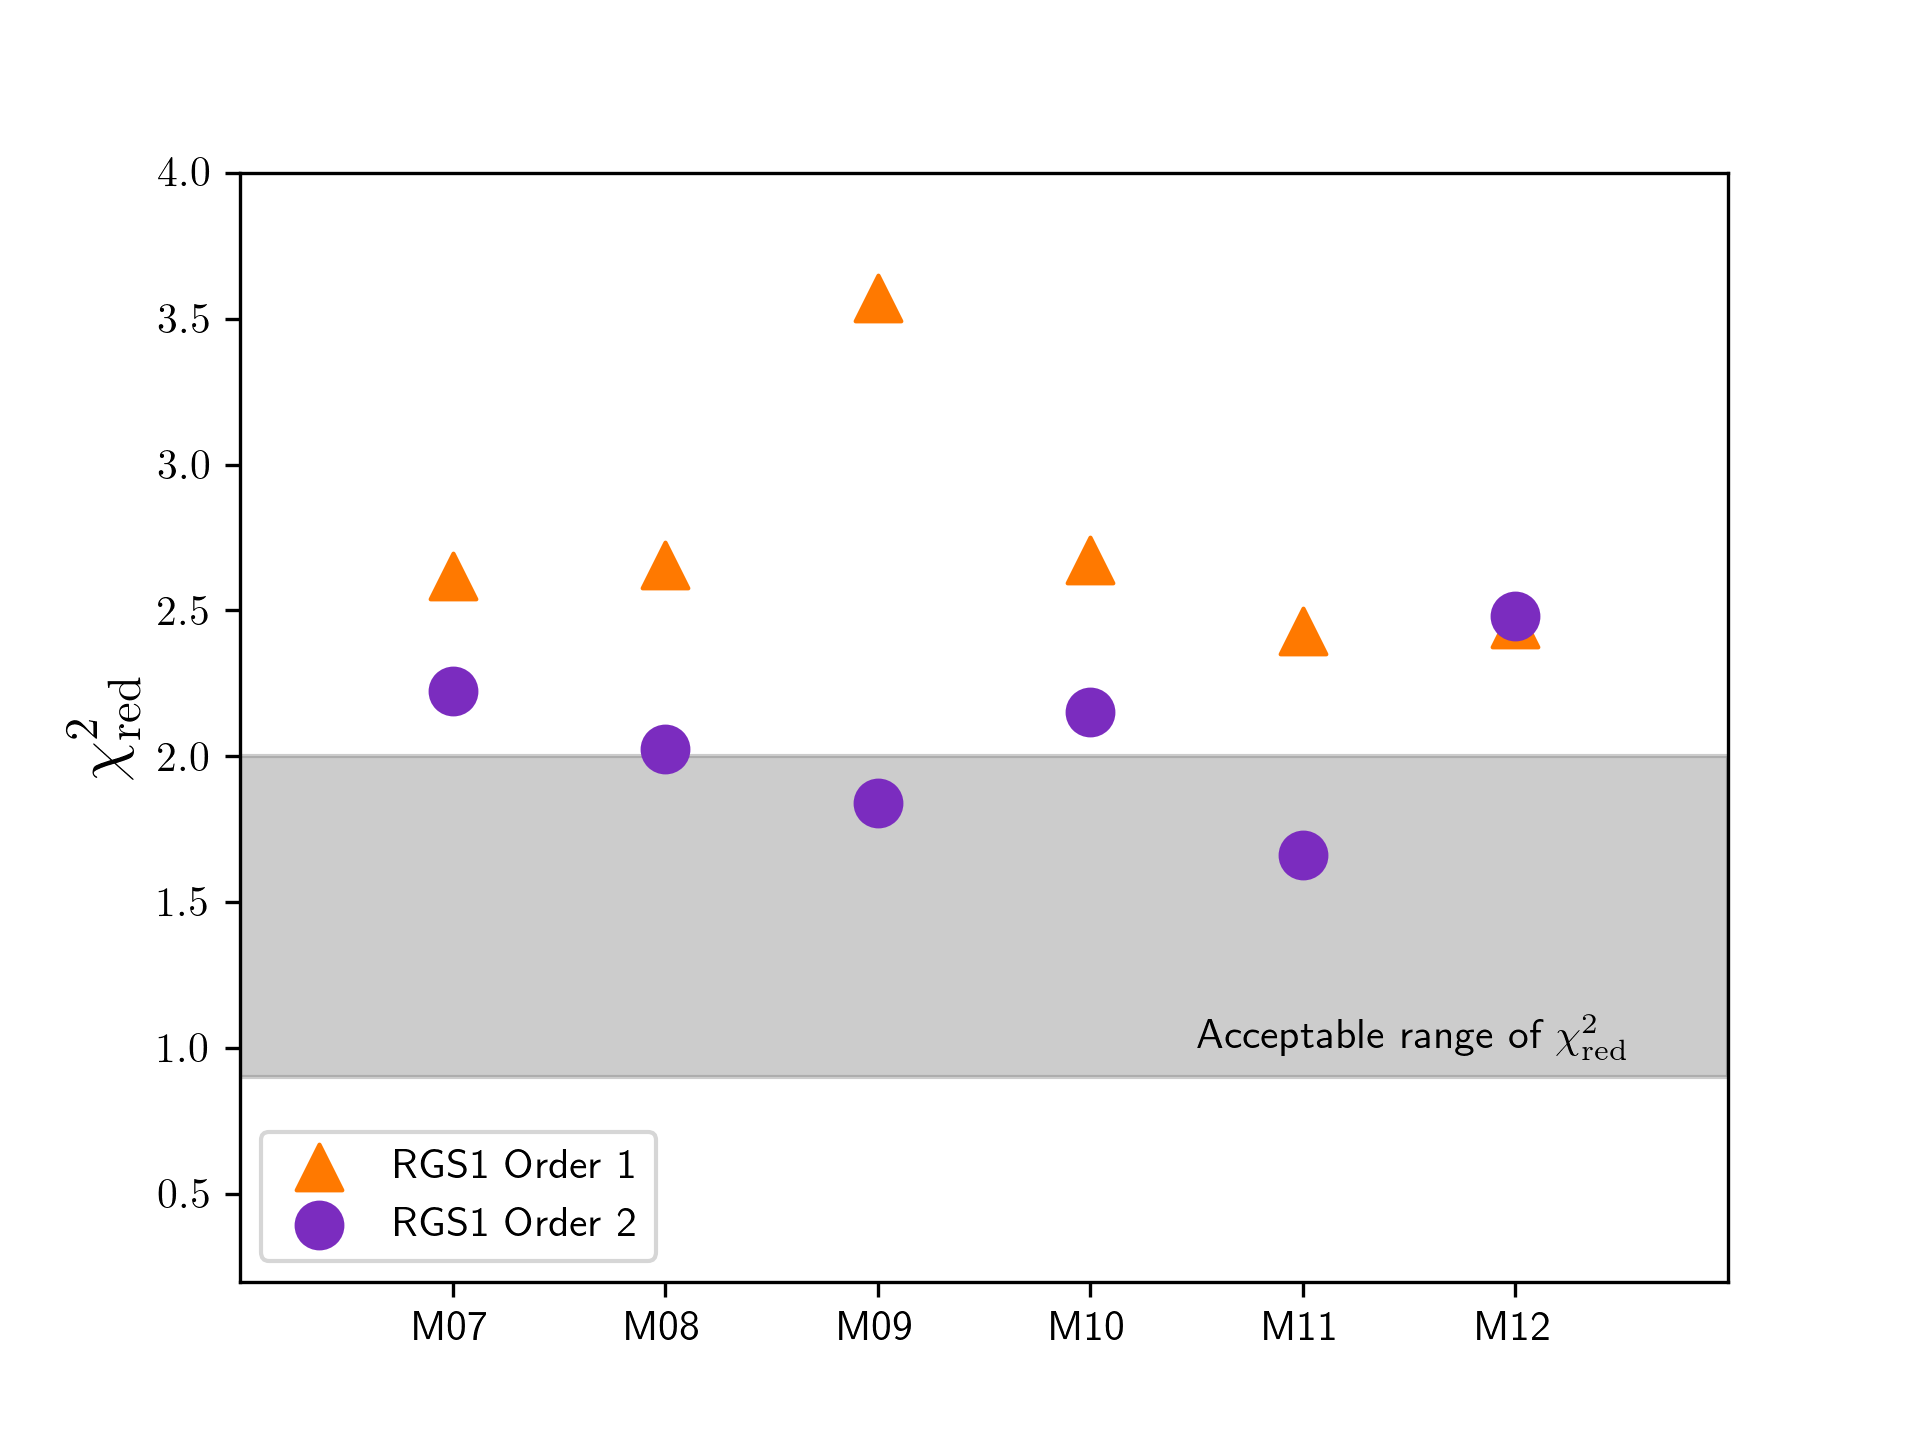 4.0
3.5
3.0
2.5
2.0
1.5
1.0
0.5
χ²red
Acceptable range of χ²red
RGS1 Order 1
RGS1 Order 2
M07 M08 M09 M10 M11 M12